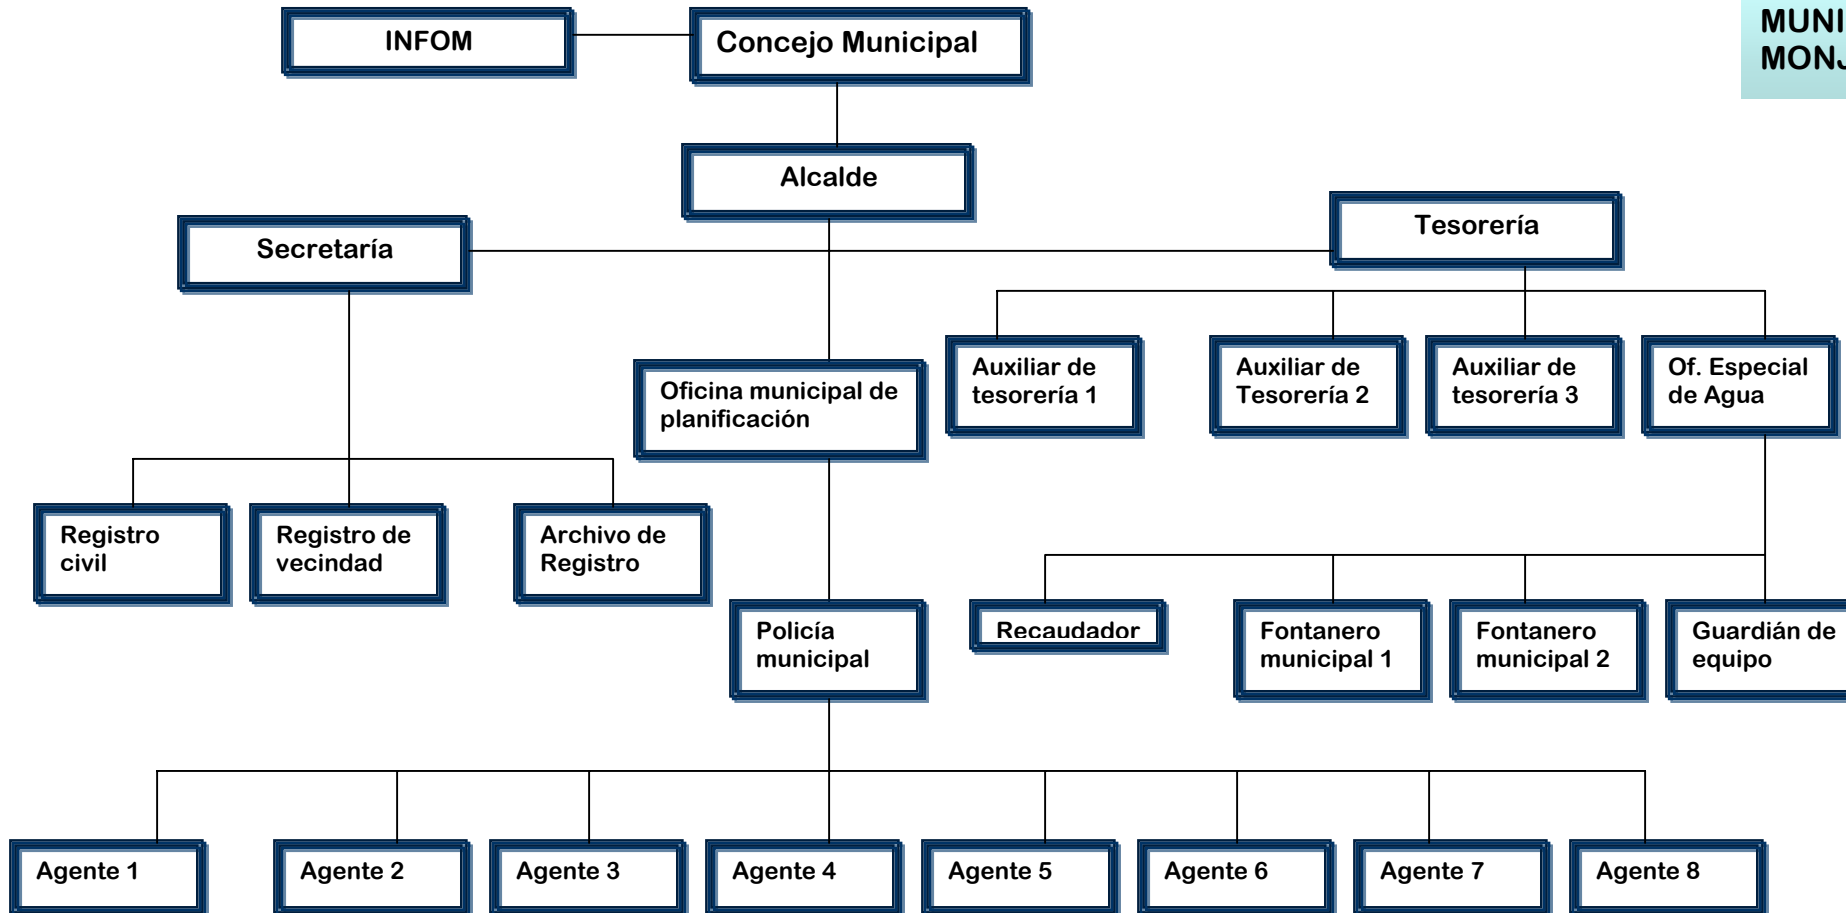 INFOM
Concejo Municipal
MUNI
MONJ
Alcalde
Secretaría
Tesorería
Oficina municipal de
planificación
Auxiliar de
tesorería 1
Auxiliar de
Tesorería 2
Auxiliar de
tesorería 3
Of. Especial
de Agua
Registro
civil
Registro de
vecindad
Archivo de
Registro
Policía
municipal
Recaudador
Fontanero
municipal 1
Fontanero
municipal 2
Guardián de
equipo
Agente 1
Agente 2
Agente 3
Agente 4
Agente 5
Agente 6
Agente 7
Agente 8